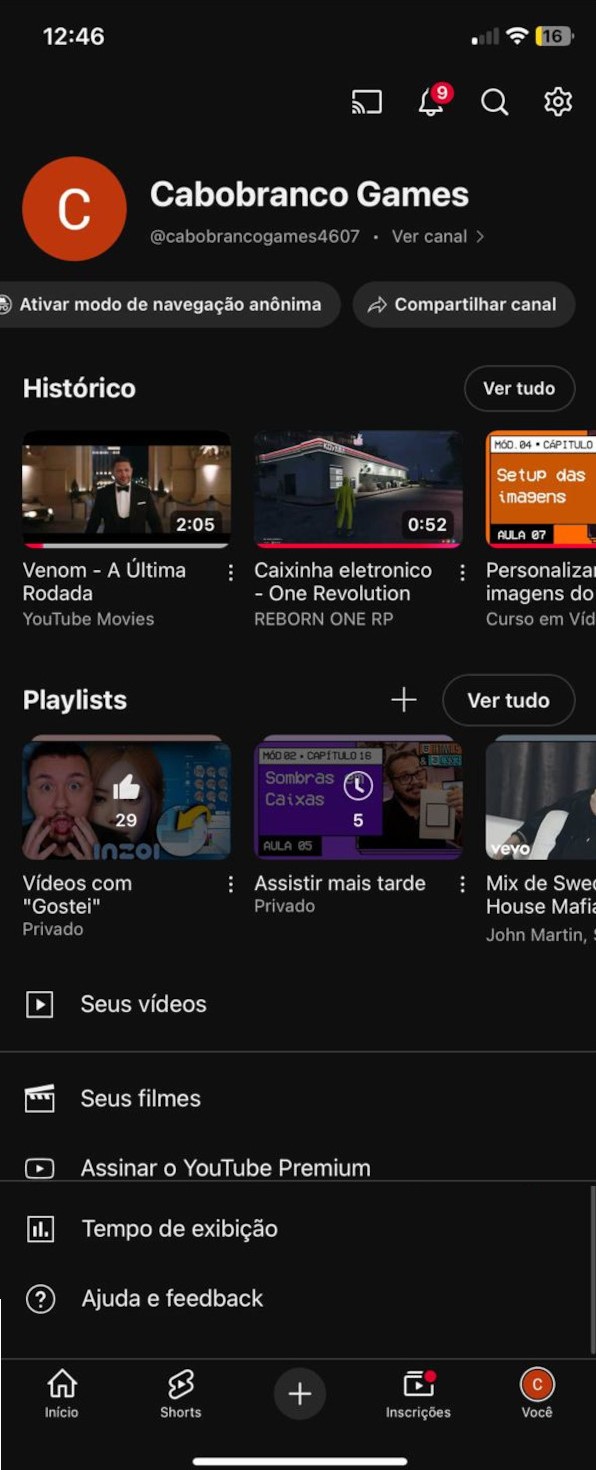 12:46
16
9
C
Cabobranco Games
@cabobrancogames4607 • Ver canal
Ativar modo de navegação anônima
Compartilhar canal
Histórico
Ver tudo
2:05
0:52
MÓD.04 • CAPÍTULO
Setup das
imagens
AULA 07
Venom - A Última
Rodada
YouTube Movies
Caixinha eletronico
- One Revolution
REBORN ONE RP
Personalizar
imagens do
Curso em Víd
Playlists
Ver tudo
29
INZOI
MÓD 02 • CAPÍTULO 16
Sombras
Caixas
5
AULA 05
vevo
Vídeos com
"Gostei"
Privado
Assistir mais tarde
Privado
Mix de Swed
House Mafia
John Martin, S
Seus vídeos
Seus filmes
Assinar o YouTube Premium
Tempo de exibição
Ajuda e feedback
Início
Shorts
Inscrições
C
Você